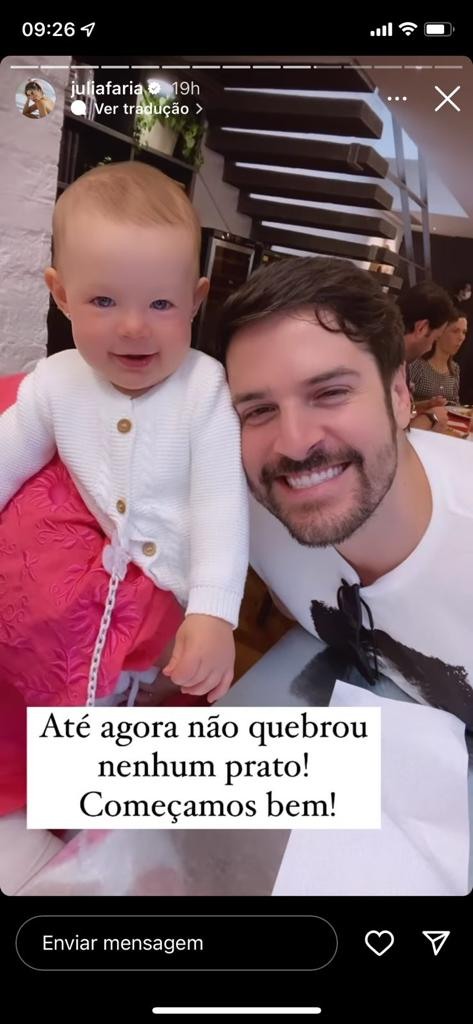 09:26
juliafaria 19h
Ver tradução
Até agora não quebrou
nenhum prato!
Começamos bem!
Enviar mensagem